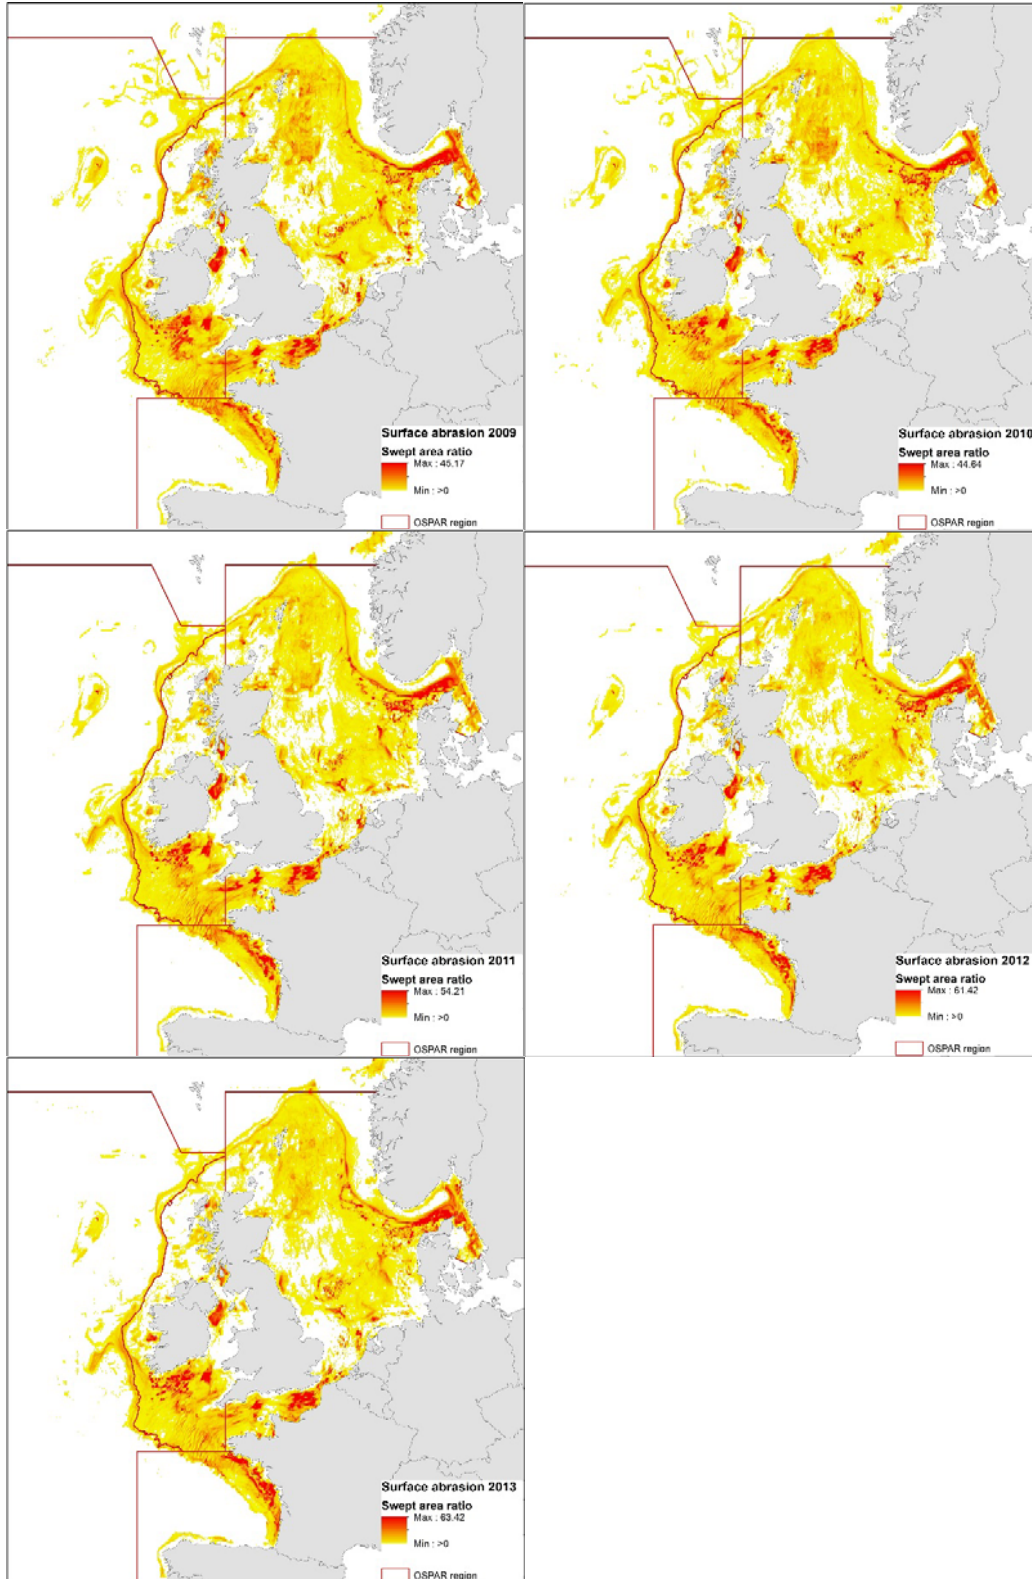 Surface abrasion 2009
Swept area ratio
Max : 45.17
Min : >0
OSPAR region
Surface abrasion 2010
Swept area ratio
Max : 44.64
Min : >0
OSPAR region
Surface abrasion 2011
Swept area ratio
Max : 54.21
Min : >0
OSPAR region
Surface abrasion 2012
Swept area ratio
Max : 61.42
Min : >0
OSPAR region
Surface abrasion 2013
Swept area ratio
Max : 63.42
Min : >0
OSPAR region